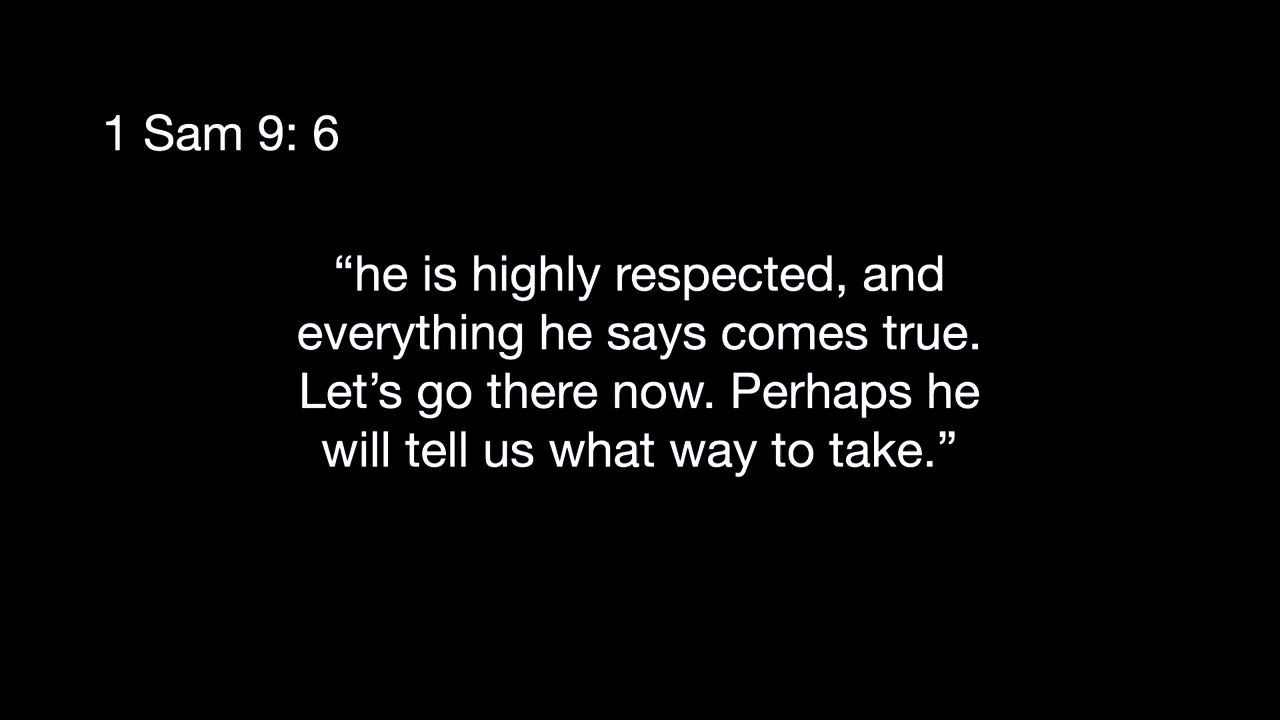 1 Sam 9: 6
“he is highly respected, and
everything he says comes true.
Let’s go there now. Perhaps he
will tell us what way to take.”